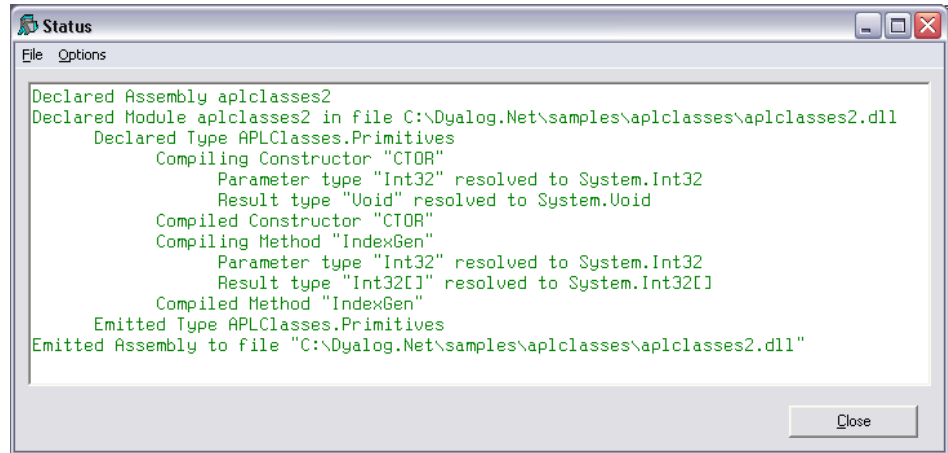 Status
File Options
Declared Assembly aplclasses2
Declared Module aplclasses2 in file C:\Dyalog.Net\samples\aplclasses\aplclasses2.dll
Declared Type APLClasses.Primitives
Compiling Constructor "CTOR"
Parameter type "Int32" resolved to System.Int32
Result type "Void" resolved to System.Void
Compiled Constructor "CTOR"
Compiling Method "IndexGen"
Parameter type "Int32" resolved to System.Int32
Result type "Int32[]" resolved to System.Int32[]
Compiled Method "IndexGen"
Emitted Type APLClasses.Primitives
Emitted Assembly to file "C:\Dyalog.Net\samples\aplclasses\aplclasses2.dll"
Close